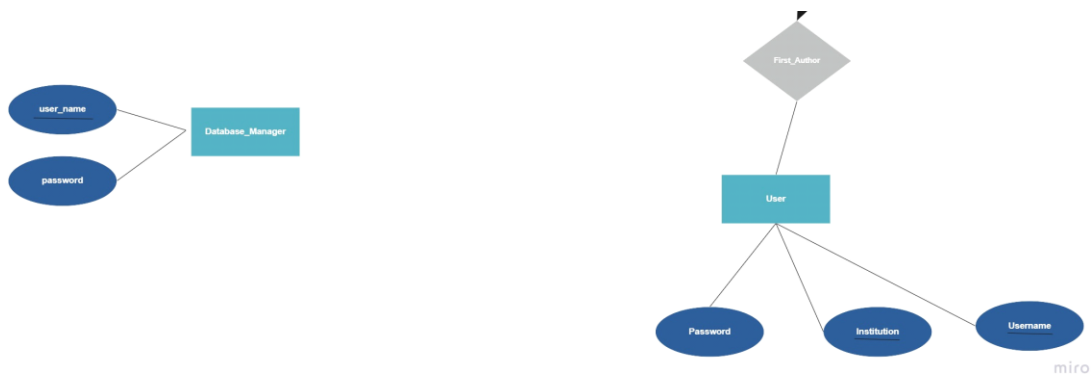 First_Author
user_name
Database_Manager
password
User
Password
Institution
Username
miro